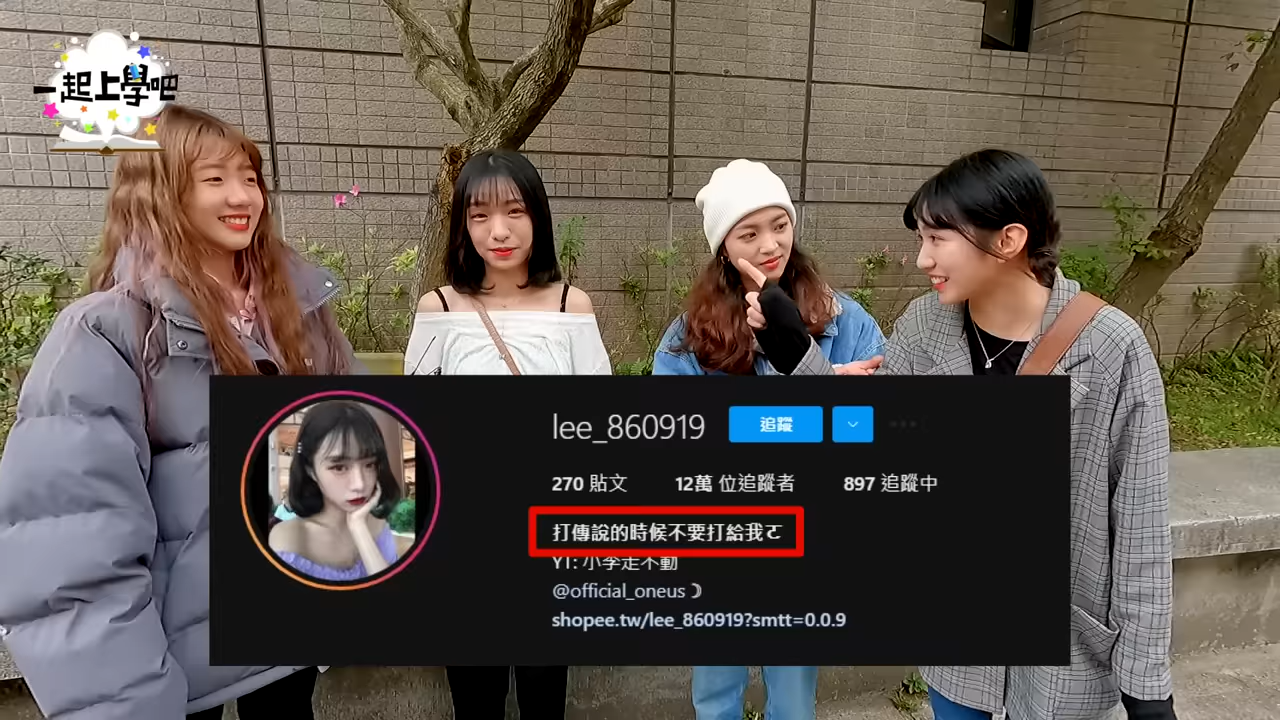 一起上學吧
lee_860919
追蹤
270 貼文 12萬 位追蹤者 897 追蹤中
打傳說的時候不要打給我ㄛ
YT: 小李走不動
@official_oneus☽
shopee.tw/lee_860919?smtt=0.0.9